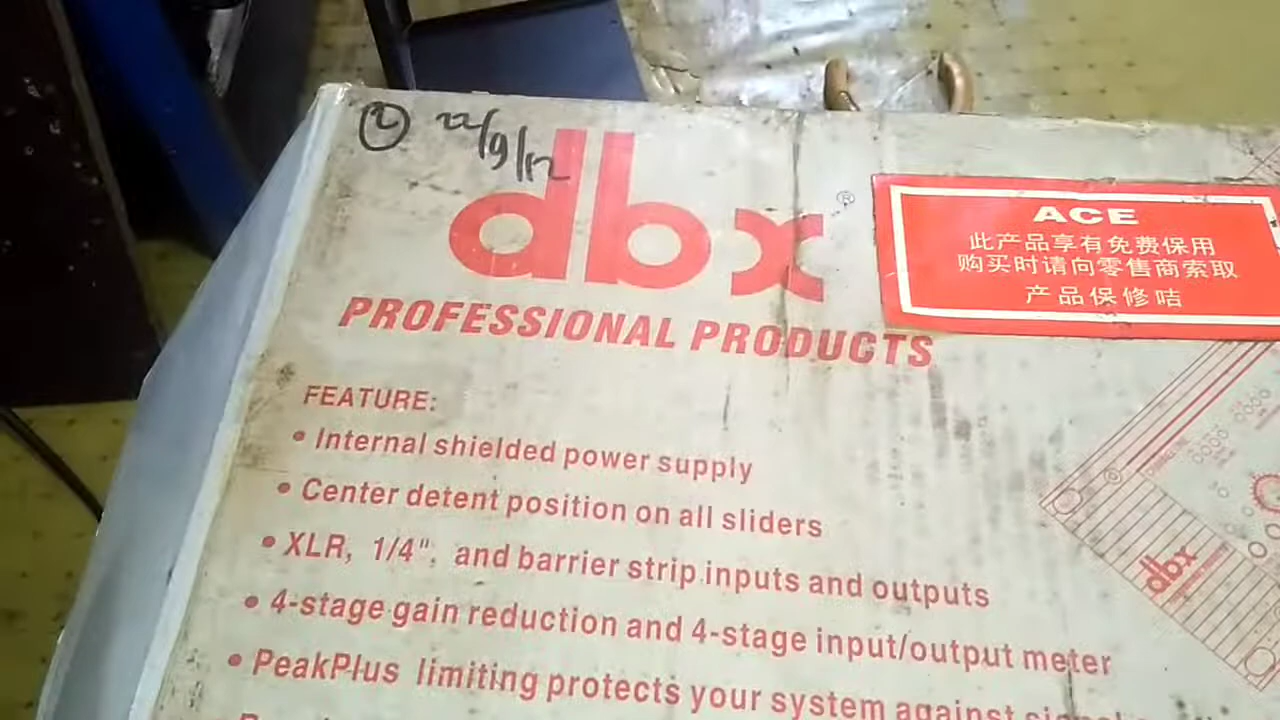 2 22/9/12
dbx®
PROFESSIONAL PRODUCTS
ACE
此产品享有免费保用
购买时请向零售商索取
产品保修咭
FEATURE:
• Internal shielded power supply
• Center detent position on all sliders
• XLR, 1/4", and barrier strip inputs and outputs
• 4-stage gain reduction and 4-stage input/output meter
• PeakPlus limiting protects your system against
dbx